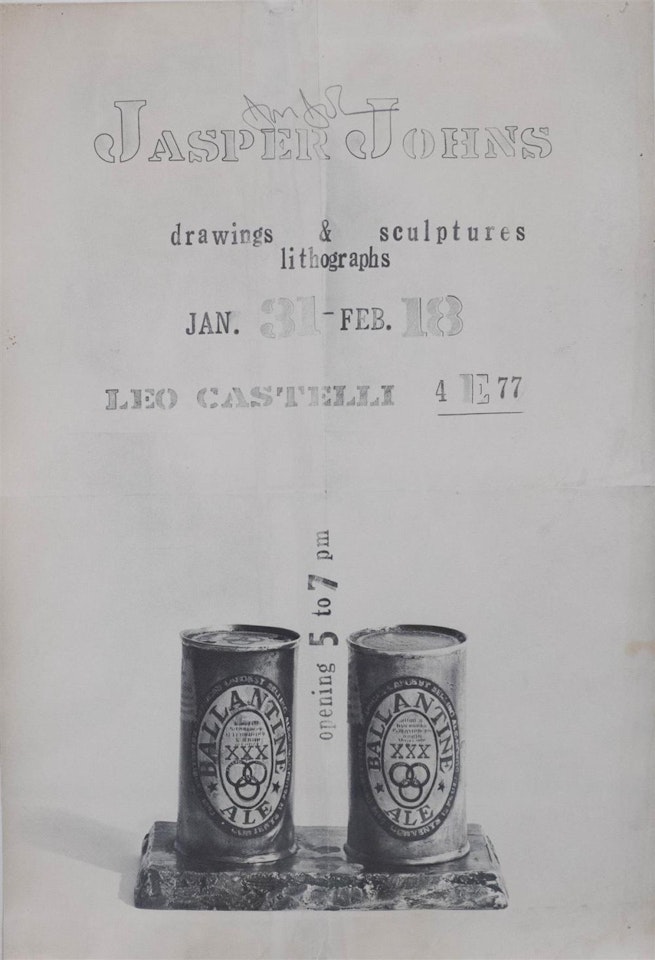 JASPER JOHNS
drawings & sculptures
lithographs
JAN. 31-FEB. 18
LEO CASTELLI 4 E 77
opening 5 to 7 pm
BALLANTINE
XXX
ALE
BALLANTINE
XXX
ALE